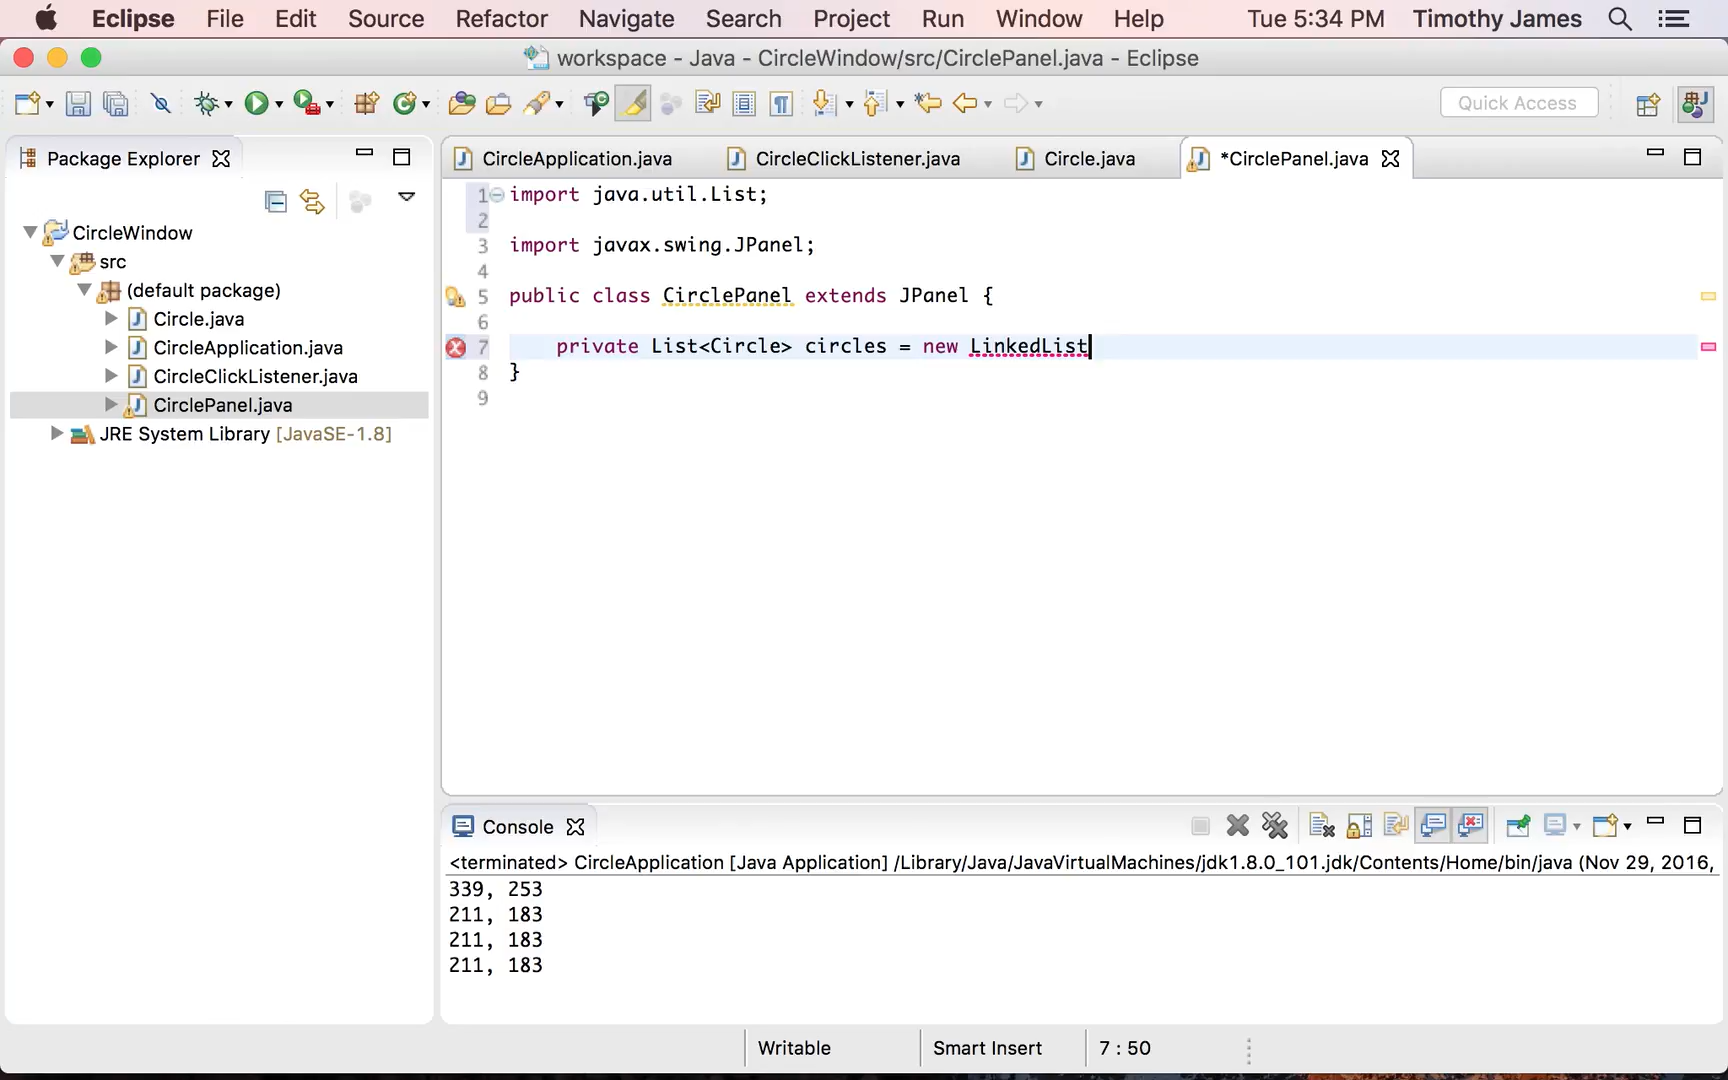 Eclipse File Edit Source Refactor Navigate Search Project Run Window Help Tue 5:34 PM Timothy James
workspace - Java - CircleWindow/src/CirclePanel.java - Eclipse
Quick Access
Package Explorer
CircleWindow
src
(default package)
Circle.java
CircleApplication.java
CircleClickListener.java
CirclePanel.java
JRE System Library [JavaSE-1.8]
CircleApplication.java CircleClickListener.java Circle.java *CirclePanel.java
1 import java.util.List;
2
3 import javax.swing.JPanel;
4
5 public class CirclePanel extends JPanel {
6
7 private List<Circle> circles = new LinkedList
8 }
9
Console
<terminated> CircleApplication [Java Application] /Library/Java/JavaVirtualMachines/jdk1.8.0_101.jdk/Contents/Home/bin/java (Nov 29, 2016,
339, 253
211, 183
211, 183
211, 183
Writable Smart Insert 7 : 50